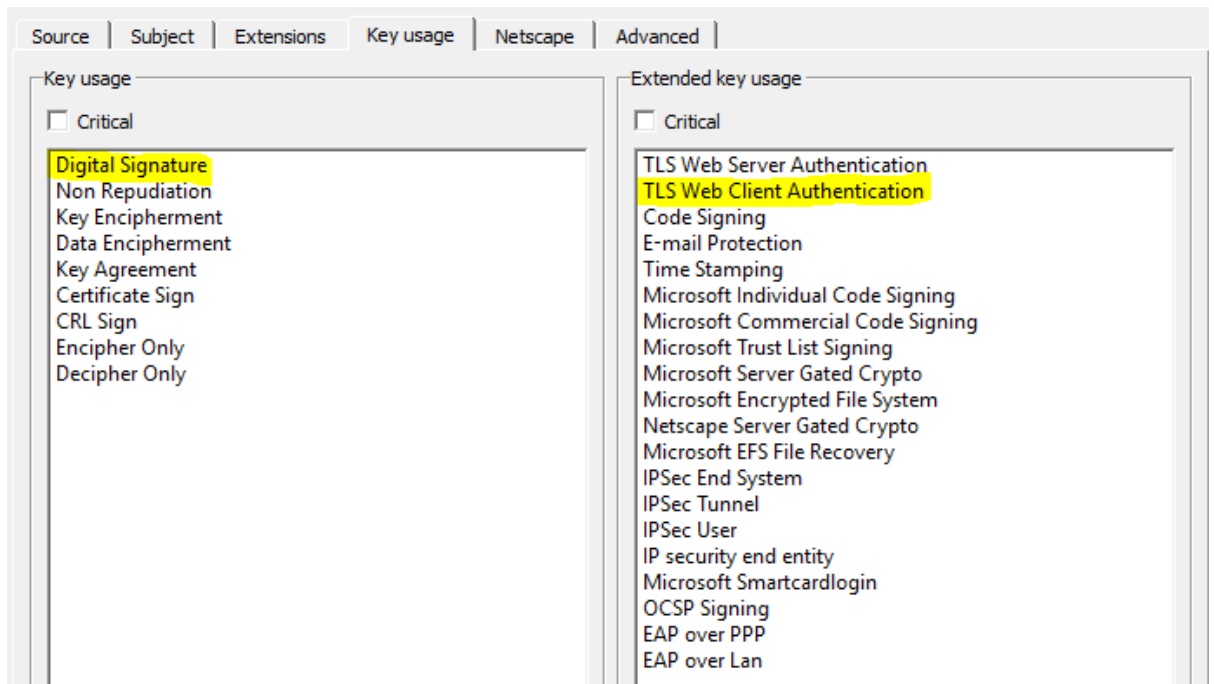 Source Subject Extensions Key usage Netscape Advanced
Key usage
Critical
Digital Signature
Non Repudiation
Key Encipherment
Data Encipherment
Key Agreement
Certificate Sign
CRL Sign
Encipher Only
Decipher Only
Extended key usage
Critical
TLS Web Server Authentication
TLS Web Client Authentication
Code Signing
E-mail Protection
Time Stamping
Microsoft Individual Code Signing
Microsoft Commercial Code Signing
Microsoft Trust List Signing
Microsoft Server Gated Crypto
Microsoft Encrypted File System
Netscape Server Gated Crypto
Microsoft EFS File Recovery
IPSec End System
IPSec Tunnel
IPSec User
IP security end entity
Microsoft Smartcardlogin
OCSP Signing
EAP over PPP
EAP over Lan